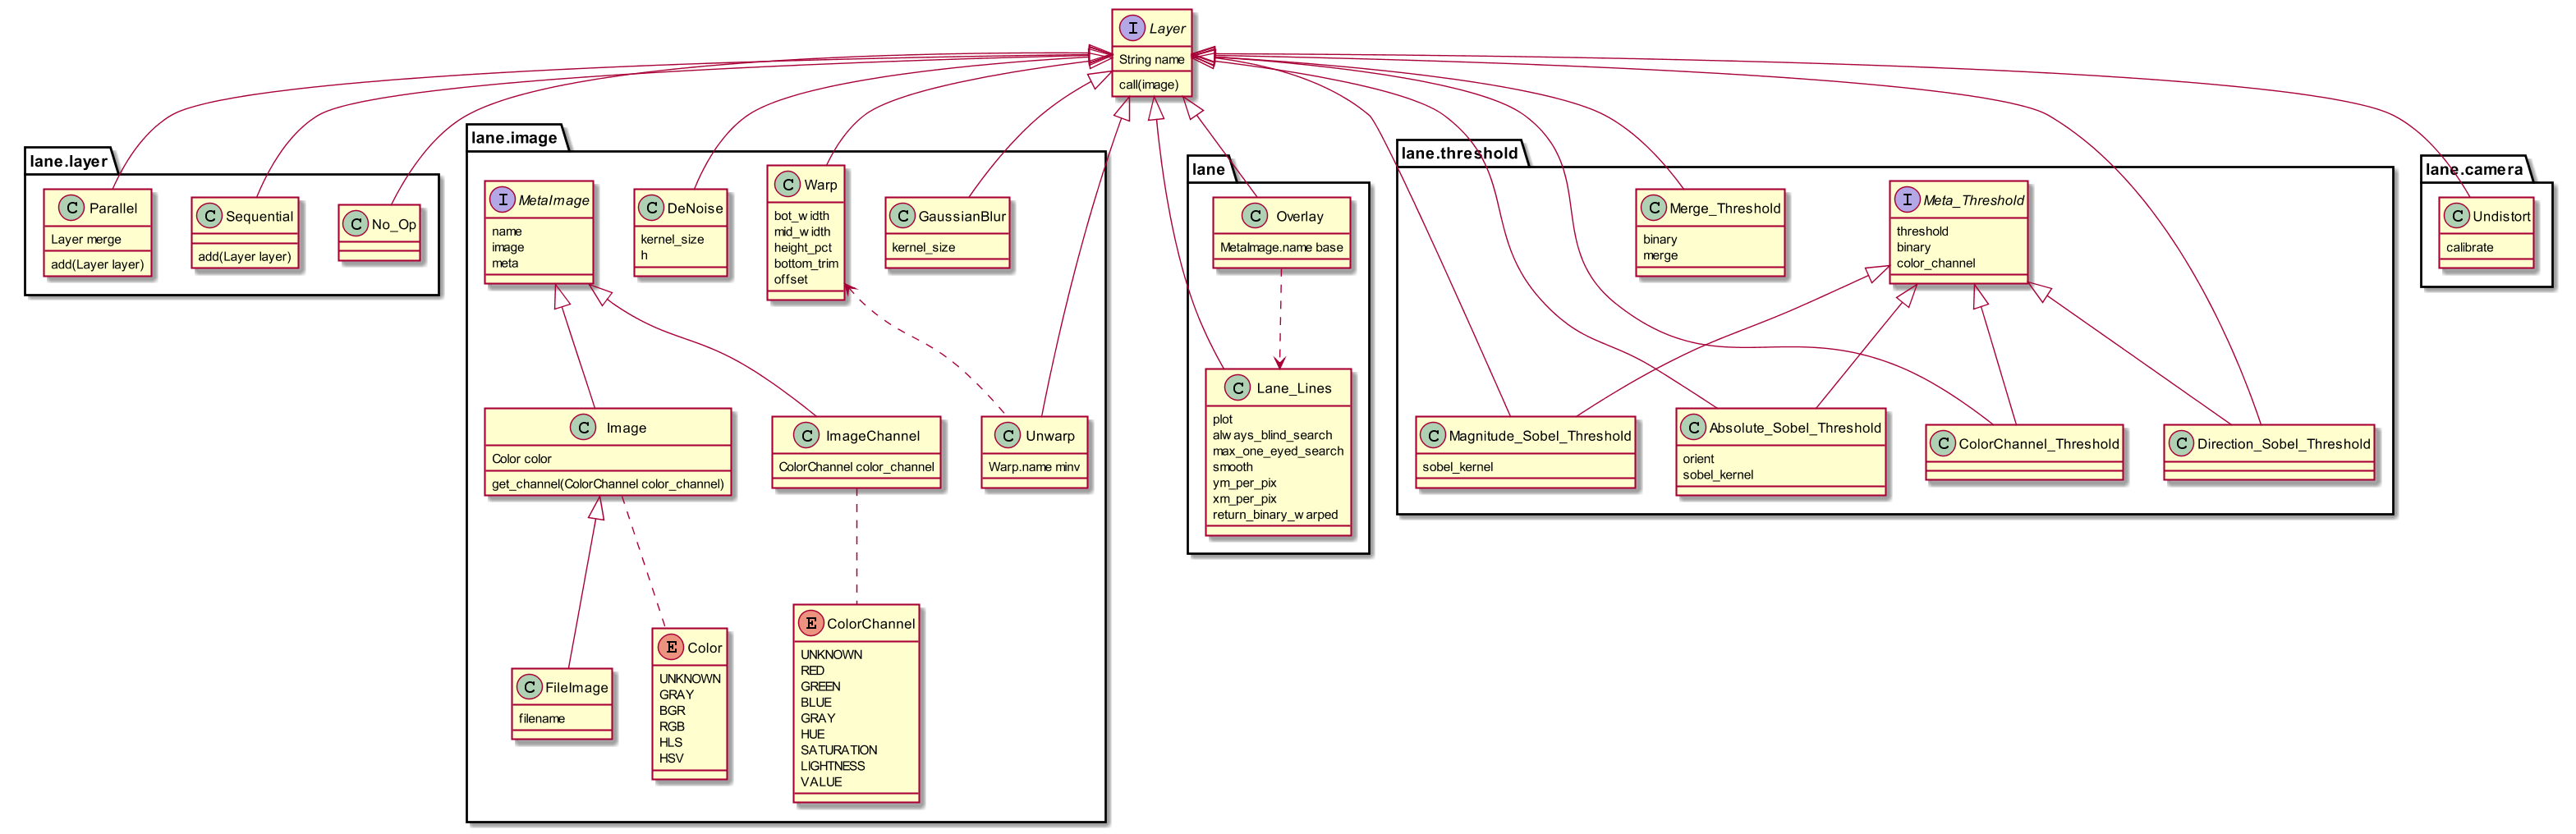 I Layer
String name
call(image)
lane.layer
C Parallel
Layer merge
add(Layer layer)
C Sequential
add(Layer layer)
C No_Op
lane.image
I MetaImage
name
image
meta
C DeNoise
kernel_size
h
C Warp
bot_width
mid_width
height_pct
bottom_trim
offset
C GaussianBlur
kernel_size
C Image
Color color
get_channel(ColorChannel color_channel)
C ImageChannel
ColorChannel color_channel
C Unwarp
Warp.name minv
C FileImage
filename
E Color
UNKNOWN
GRAY
BGR
RGB
HLS
HSV
E ColorChannel
UNKNOWN
RED
GREEN
BLUE
GRAY
HUE
SATURATION
LIGHTNESS
VALUE
lane
C Overlay
MetaImage.name base
C Lane_Lines
plot
always_blind_search
max_one_eyed_search
smooth
ym_per_pix
xm_per_pix
return_binary_warped
lane.threshold
C Merge_Threshold
binary
merge
I Meta_Threshold
threshold
binary
color_channel
C Magnitude_Sobel_Threshold
sobel_kernel
C Absolute_Sobel_Threshold
orient
sobel_kernel
C ColorChannel_Threshold
C Direction_Sobel_Threshold
lane.camera
C Undistort
calibrate